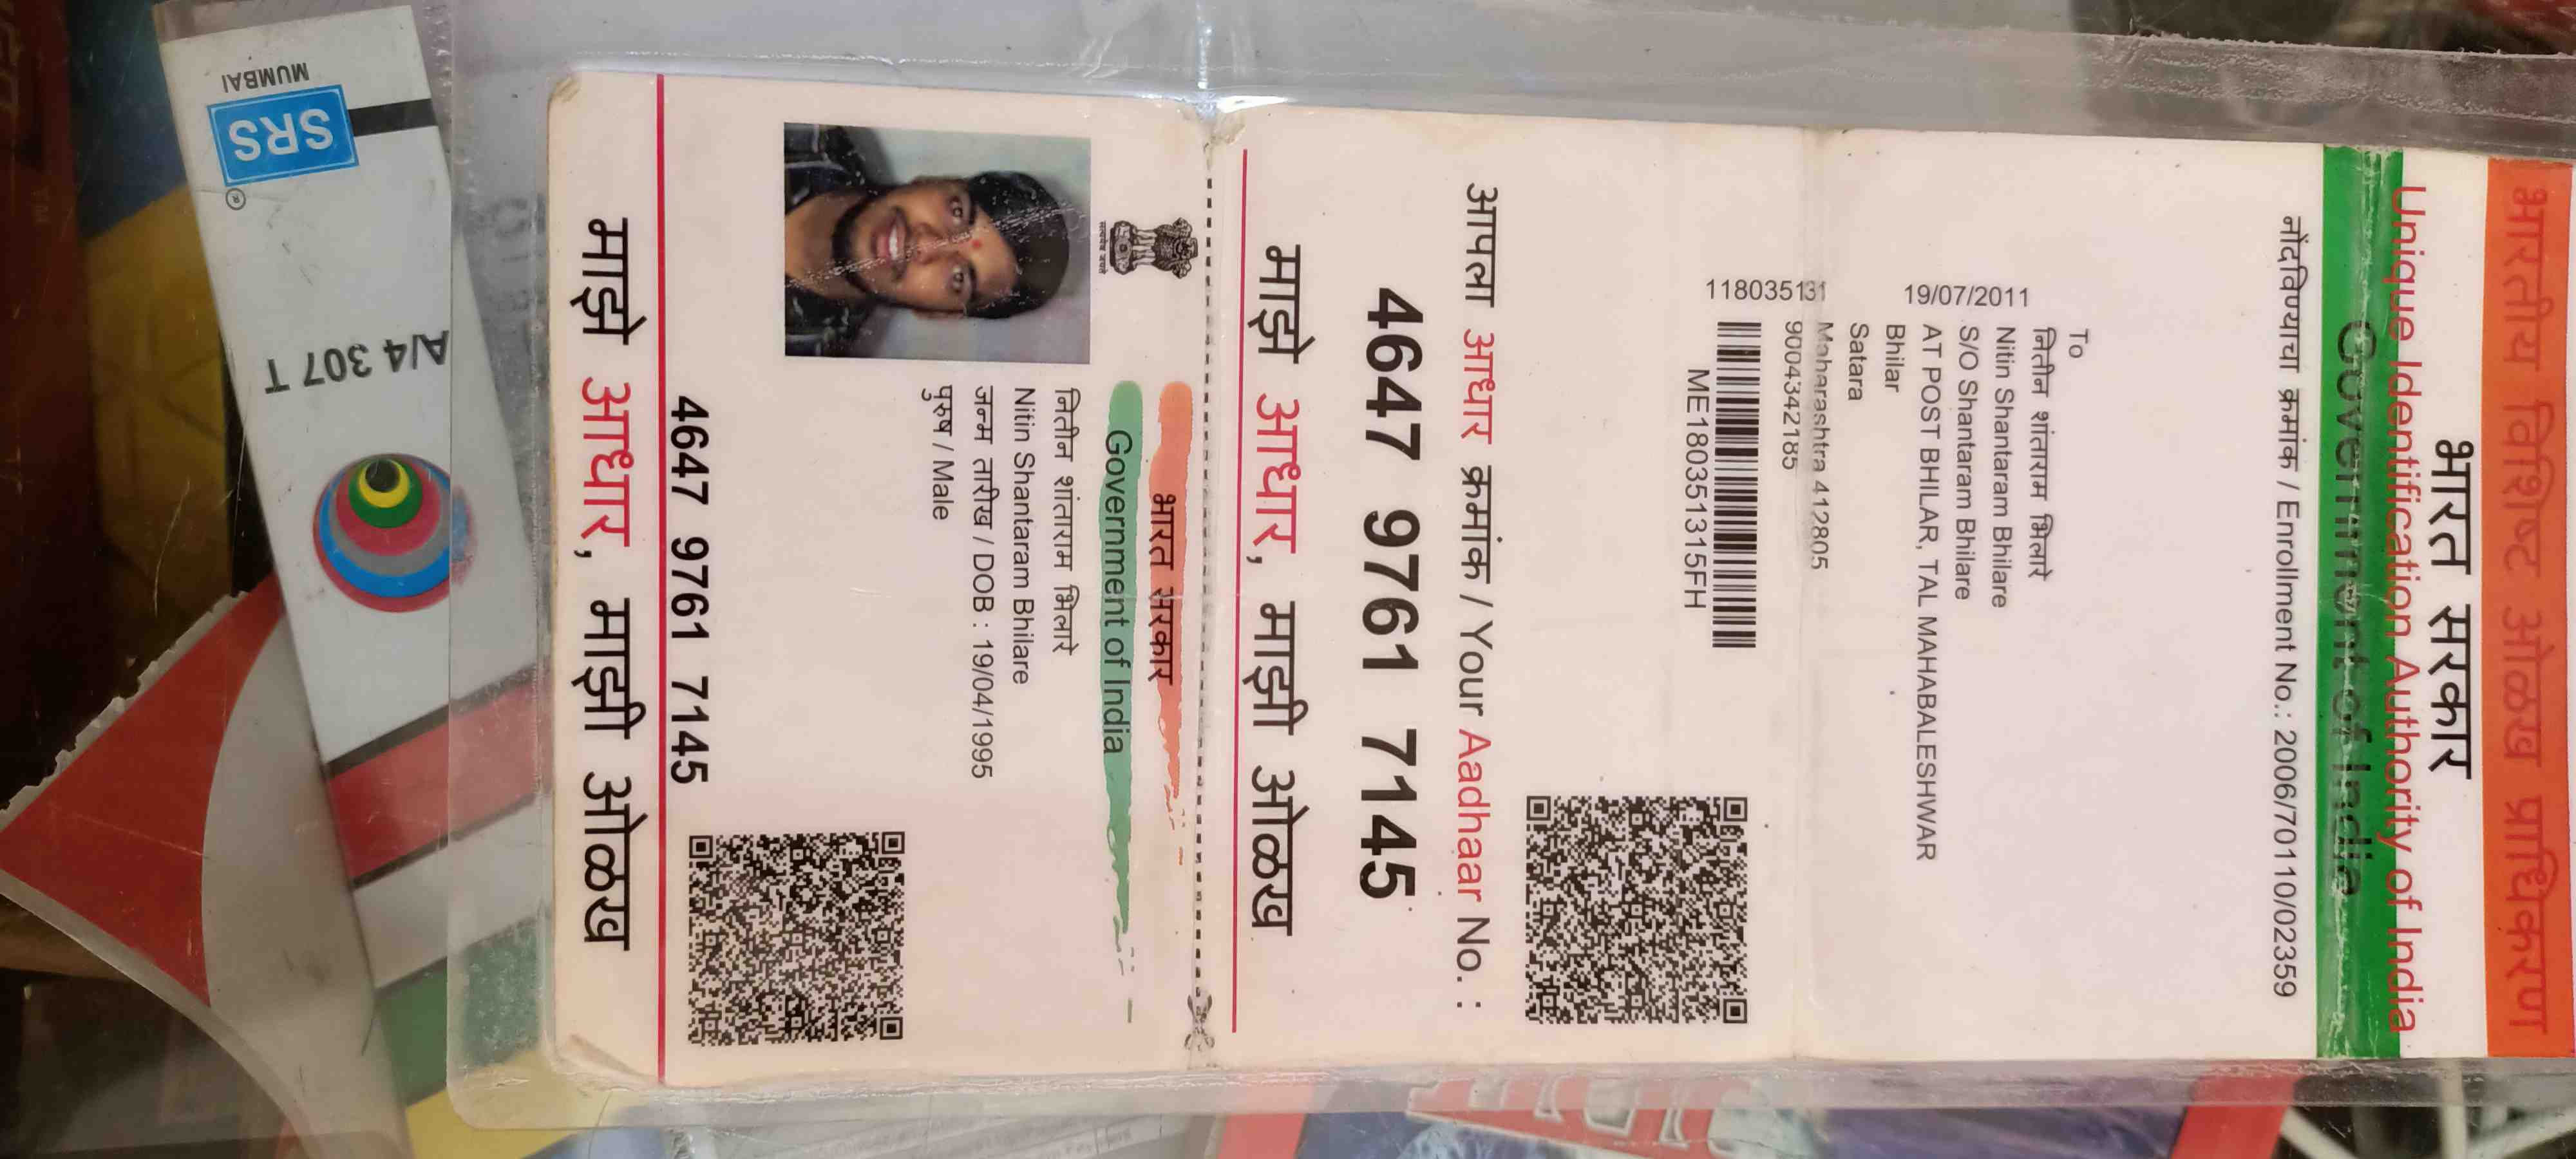 भारतीय विशिष्ट ओळख प्राधिकरण
भारत सरकार
Unique Identification Authority of India
Government of India
नोंदविण्याचा क्रमांक / Enrollment No.: 2006/70110/02359
To
नितीन शांताराम भिलारे
Nitin Shantaram Bhilare
S/O Shantaram Bhilare
AT POST BHILAR, TAL MAHABALESHWAR
Bhilar
Satara
Maharashtra 412805
9004342185
19/07/2011
118035131
ME180351315FH
आपला आधार क्रमांक / Your Aadhaar No. :
4647 9761 7145
माझे आधार, माझी ओळख
सत्यमेव जयते
भारत सरकार
Government of India
नितीन शांताराम भिलारे
Nitin Shantaram Bhilare
जन्म तारीख / DOB : 19/04/1995
पुरुष / Male
4647 9761 7145
माझे आधार, माझी ओळख
SRS
®
MUMBAI
A/4 307 T